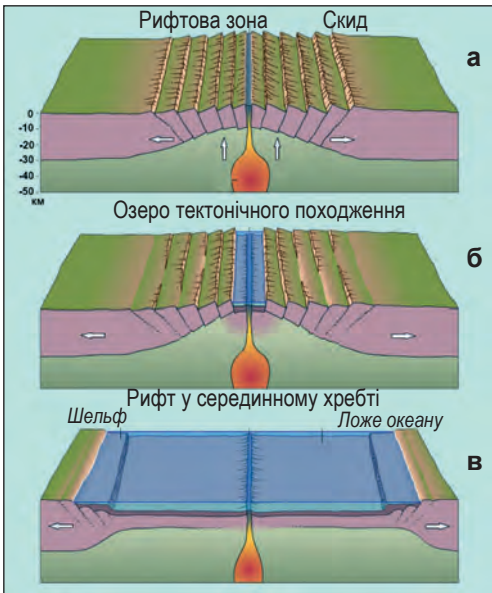 Рифтова зона Скид
а
0
-10
-20
-30
-40
-50
км
Озеро тектонічного походження
б
Рифт у серединному хребті
Шельф Ложе океану
в